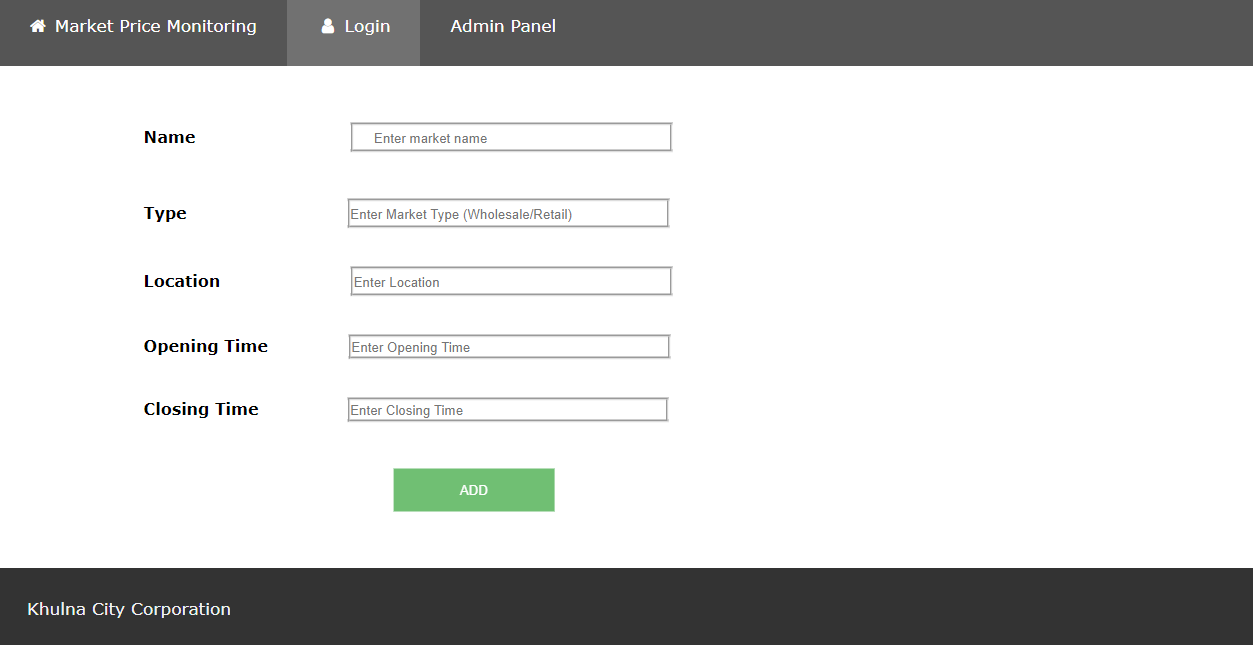 Market Price Monitoring Login Admin Panel
Name Enter market name
Type Enter Market Type (Wholesale/Retail)
Location Enter Location
Opening Time Enter Opening Time
Closing Time Enter Closing Time
ADD
Khulna City Corporation